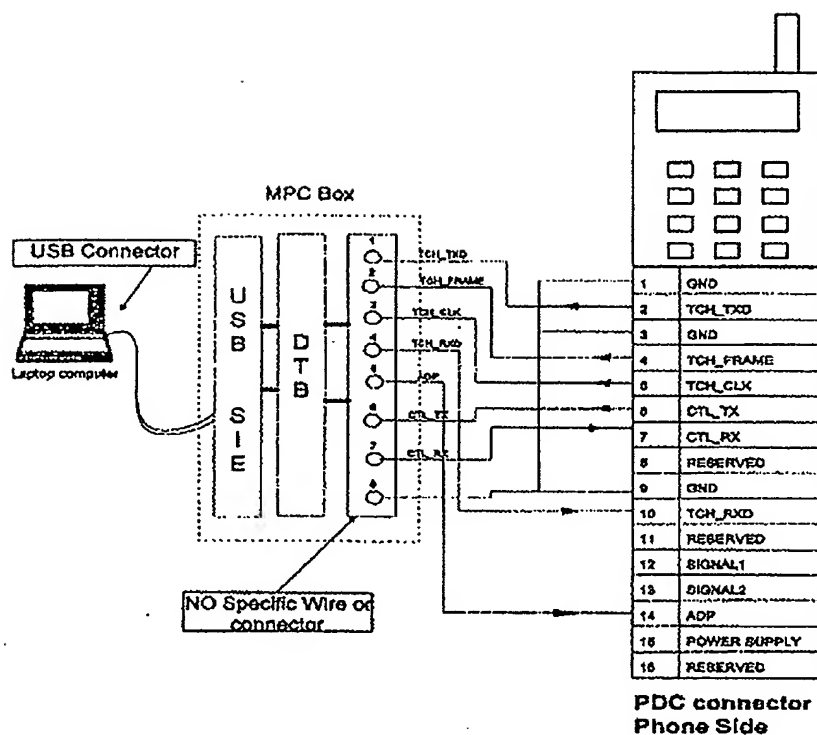 MPC Box
USB Connector
Laptop computer
USB SIE
DTB
1
2
3
4
5
6
7
8
TCH_TXD
TCH_FRAME
TCH_CLK
TCH_RXD
ADP
CTL_TX
CTL_RX
NO Specific Wire or
connector
1 GND
2 TCH_TXD
3 GND
4 TCH_FRAME
5 TCH_CLK
6 CTL_TX
7 CTL_RX
8 RESERVED
9 GND
10 TCH_RXD
11 RESERVED
12 SIGNAL1
13 SIGNAL2
14 ADP
15 POWER SUPPLY
16 RESERVED
PDC connector
Phone Side